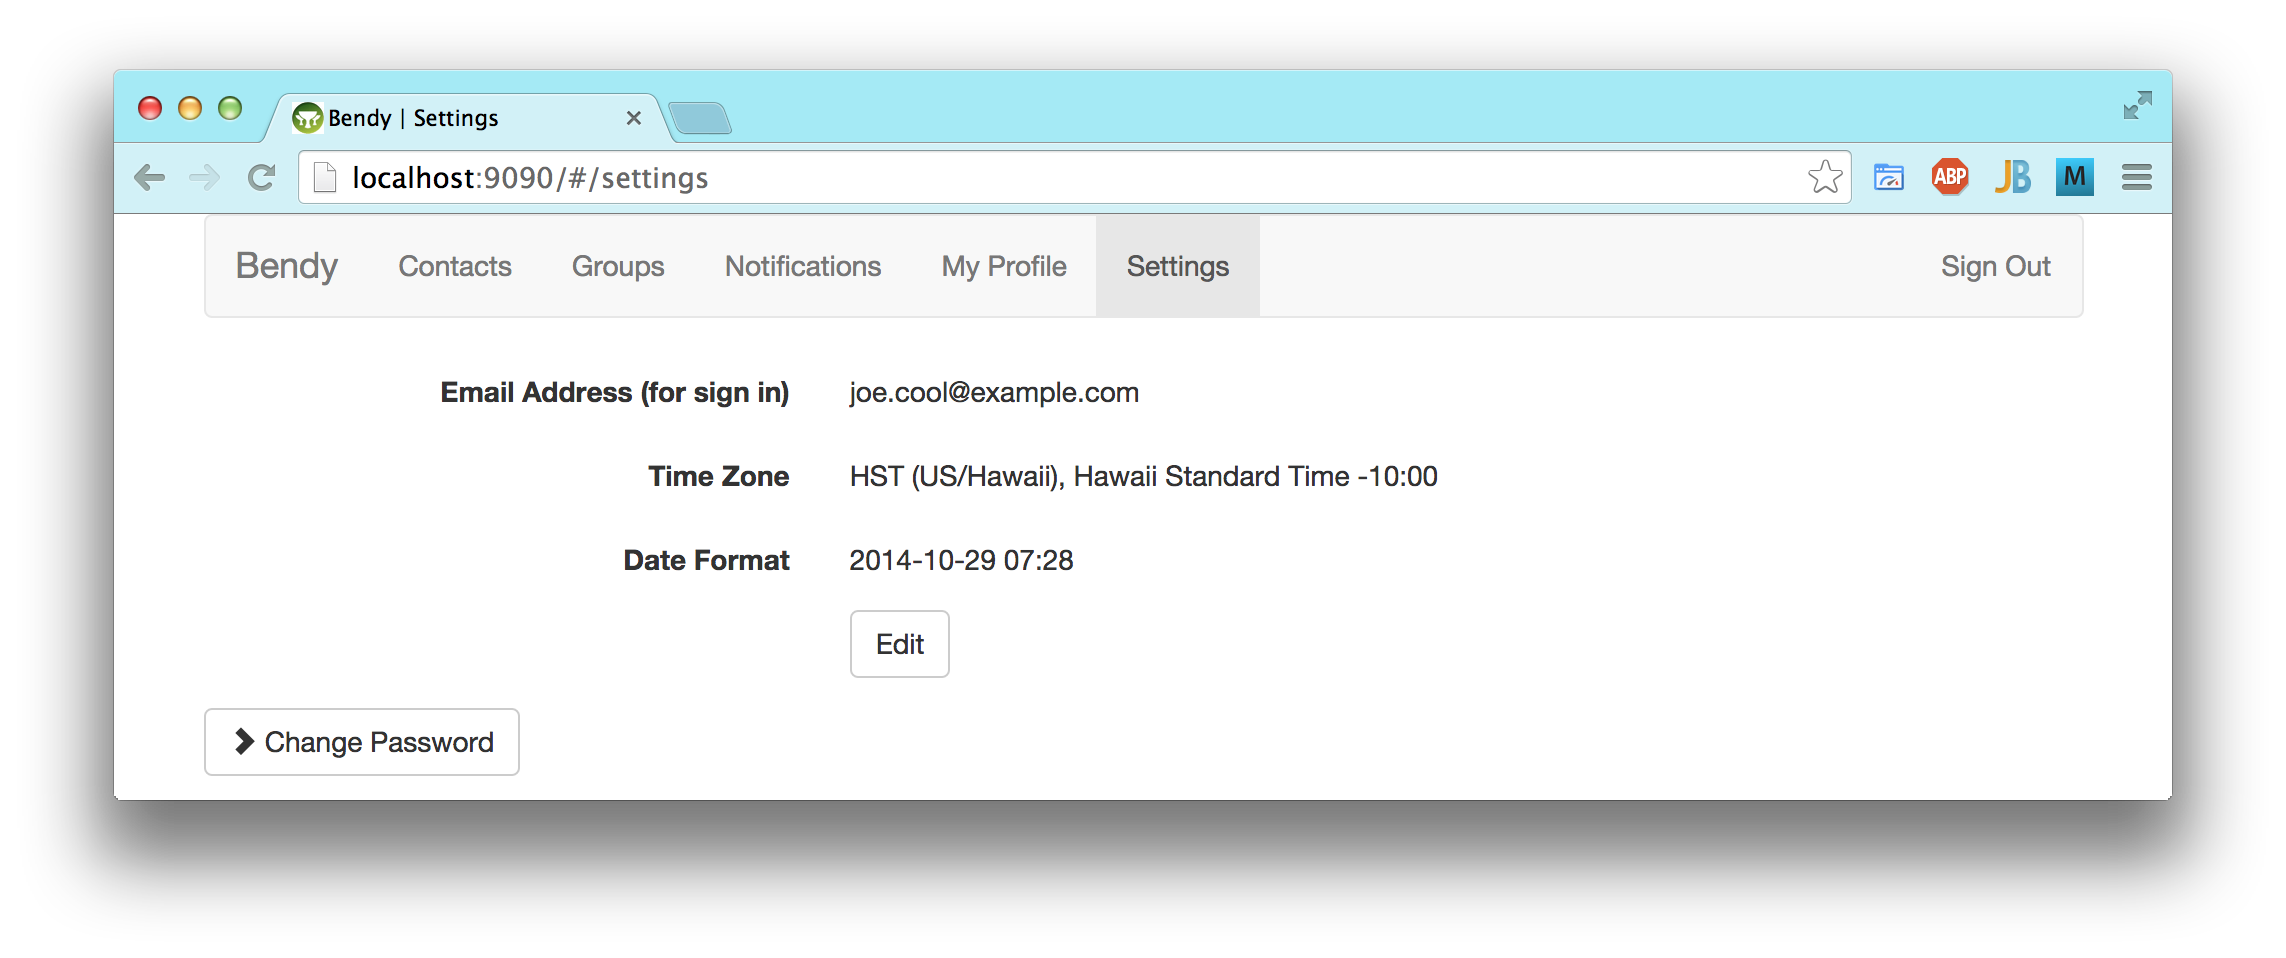 Bendy | Settings
localhost:9090/#/settings
ABP
JB
M
Bendy Contacts Groups Notifications My Profile Settings Sign Out
Email Address (for sign in) joe.cool@example.com
Time Zone HST (US/Hawaii), Hawaii Standard Time -10:00
Date Format 2014-10-29 07:28
Edit
Change Password